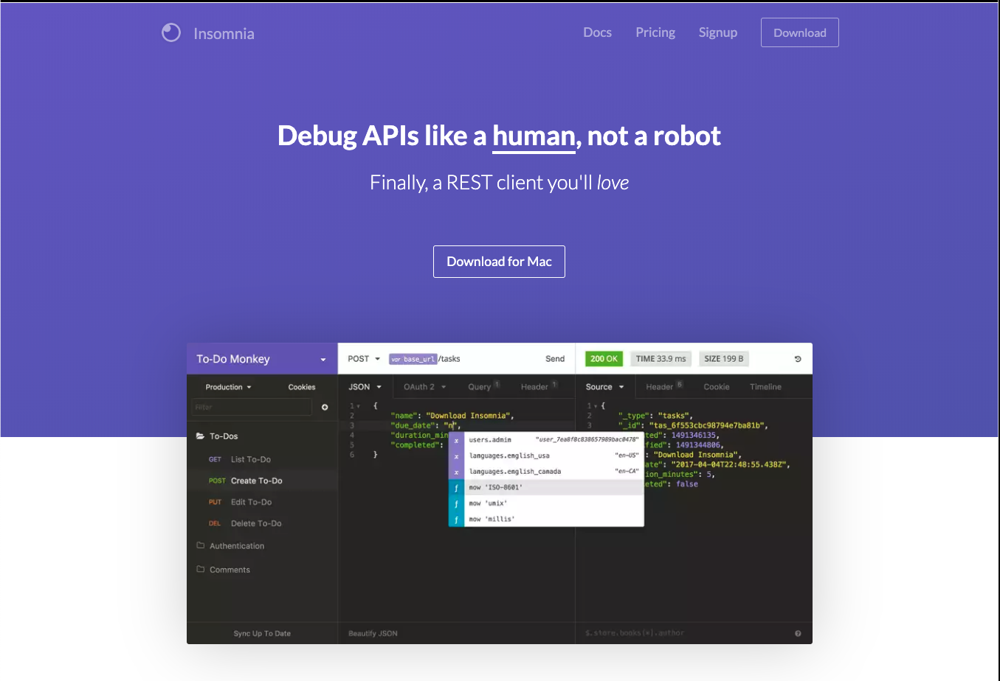 Insomnia
Docs Pricing Signup Download
Debug APIs like a human, not a robot
Finally, a REST client you'll love
Download for Mac
To-Do Monkey
POST var base_url /tasks Send
200 OK TIME 33.9 ms SIZE 199 B
Production Cookies
JSON OAuth 2 Query 1 Header 1
Source Header 6 Cookie Timeline
Filter
To-Dos
GET List To-Do
POST Create To-Do
PUT Edit To-Do
DEL Delete To-Do
Authentication
Comments
Sync Up To Date
1 {
2 "name": "Download Insomnia",
3 "due_date": "n",
4 "duration_min
5 "completed":
6 }
x users.admin "user_7ea8f8c838657989bac0478"
x languages.english_usa "en-US"
x languages.english_canada "en-CA"
f now 'ISO-8601'
f now 'unix'
f now 'millis'
Beautify JSON
1 {
2 "_type": "tasks",
3 "_id": "tas_6f553cbc98794e7ba81b",
ted": 1491346135,
fied": 1491344806,
: "Download Insomnia",
ate": "2017-04-04T22:48:55.438Z",
ion_minutes": 5,
eted": false
$.store.books[*].author